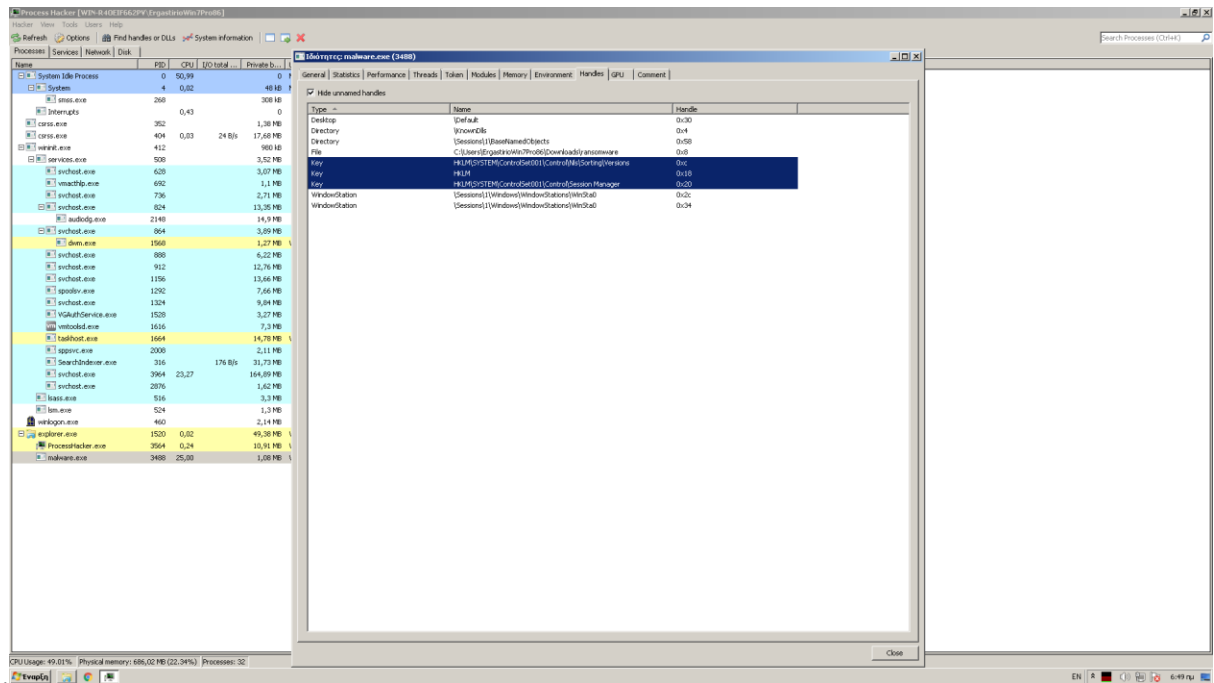 Process Hacker [WIN-R4OEIF662PV\ErgastirioWin7Pro86]
Hacker View Tools Users Help
Refresh Options Find handles or DLLs System information
Search Processes (Ctrl+K)
Processes Services Network Disk
Name PID CPU I/O total ... Private b...
System Idle Process 0 50,99 0
System 4 0,02 48 kB
smss.exe 268 308 kB
Interrupts 0,43 0
csrss.exe 352 1,38 MB
csrss.exe 404 0,03 24 B/s 17,68 MB
wininit.exe 412 980 kB
services.exe 508 3,52 MB
svchost.exe 628 3,07 MB
vmacthlp.exe 692 1,1 MB
svchost.exe 736 2,71 MB
svchost.exe 824 13,35 MB
audiodg.exe 2148 14,9 MB
svchost.exe 864 3,89 MB
dwm.exe 1568 1,27 MB
svchost.exe 888 6,22 MB
svchost.exe 912 12,76 MB
svchost.exe 1156 13,66 MB
spoolsv.exe 1292 7,66 MB
svchost.exe 1324 9,84 MB
VGAuthService.exe 1528 3,27 MB
vmtoolsd.exe 1616 7,3 MB
taskhost.exe 1664 14,78 MB
sppsvc.exe 2008 2,11 MB
SearchIndexer.exe 316 176 B/s 31,73 MB
svchost.exe 3964 23,27 164,89 MB
svchost.exe 2876 1,62 MB
lsass.exe 516 3,3 MB
lsm.exe 524 1,3 MB
winlogon.exe 460 2,14 MB
explorer.exe 1520 0,02 49,38 MB
ProcessHacker.exe 3564 0,24 10,91 MB
malware.exe 3488 25,00 1,08 MB
Ιδιότητες: malware.exe (3488)
General Statistics Performance Threads Token Modules Memory Environment Handles GPU Comment
Hide unnamed handles
Type Name Handle
Desktop \Default 0x30
Directory \KnownDlls 0x4
Directory \Sessions\1\BaseNamedObjects 0x58
File C:\Users\ErgastirioWin7Pro86\Downloads\ransomware 0x8
Key HKLM\SYSTEM\ControlSet001\Control\Nls\Sorting\Versions 0xc
Key HKLM 0x18
Key HKLM\SYSTEM\ControlSet001\Control\Session Manager 0x20
WindowStation \Sessions\1\Windows\WindowStations\WinSta0 0x2c
WindowStation \Sessions\1\Windows\WindowStations\WinSta0 0x34
Close
CPU Usage: 49.01% Physical memory: 686,02 MB (22.34%) Processes: 32
Έναρξη
EN 6:49 πμ